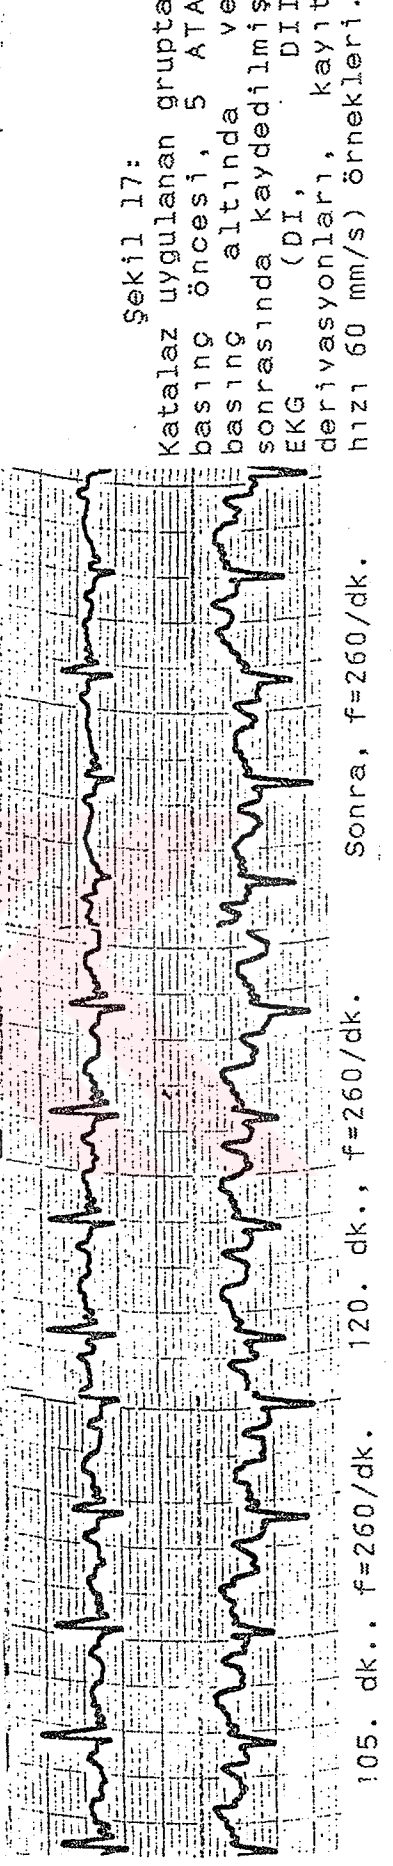 105. dk.. f=260/dk.
120. dk., f=260/dk.
Sonra, f=260/dk.
Şekil 17:
Katalaz uygulanan grupta
basınç öncesi, 5 ATA
basınç altında ve
sonrasında kaydedilmiş
EKG (DI, DII
derivasyonları, kayıt
hızı 60 mm/s) örnekleri.